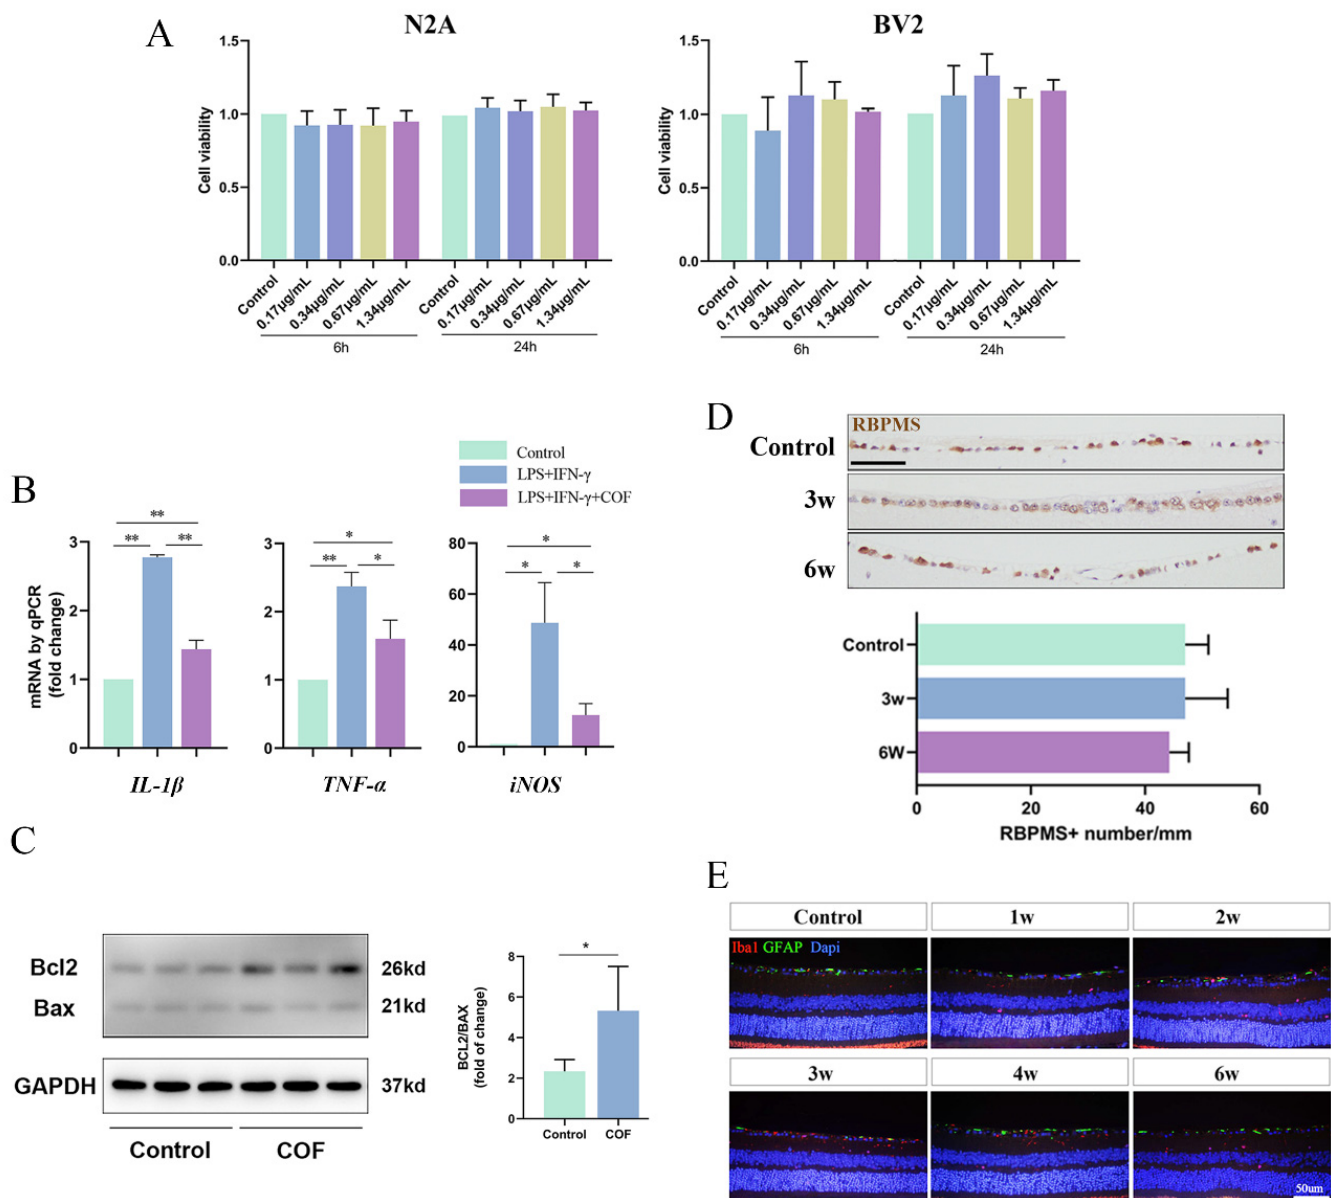 A
N2A
Cell viability
1.5
1.0
0.5
0.0
Control
0.17μg/mL
0.34μg/mL
0.67μg/mL
1.34μg/mL
Control
0.17μg/mL
0.34μg/mL
0.67μg/mL
1.34μg/mL
6h
24h
BV2
Cell viability
1.5
1.0
0.5
0.0
Control
0.17μg/mL
0.34μg/mL
0.67μg/mL
1.34μg/mL
Control
0.17μg/mL
0.34μg/mL
0.67μg/mL
1.34μg/mL
6h
24h
B
Control
LPS+IFN-γ
LPS+IFN-γ+COF
mRNA by qPCR
(fold change)
3
2
1
0
**
**
**
IL-1β
3
2
1
0
*
**
*
TNF-α
80
60
40
20
0
*
*
*
iNOS
C
Bcl2
26kd
Bax
21kd
GAPDH
37kd
Control
COF
BCL2/BAX
(fold of change)
8
6
4
2
0
*
Control
COF
D
RBPMS
Control
3w
6w
Control
3w
6W
0
20
40
60
RBPMS+ number/mm
E
Control
1w
2w
Iba1 GFAP Dapi
3w
4w
6w
50um